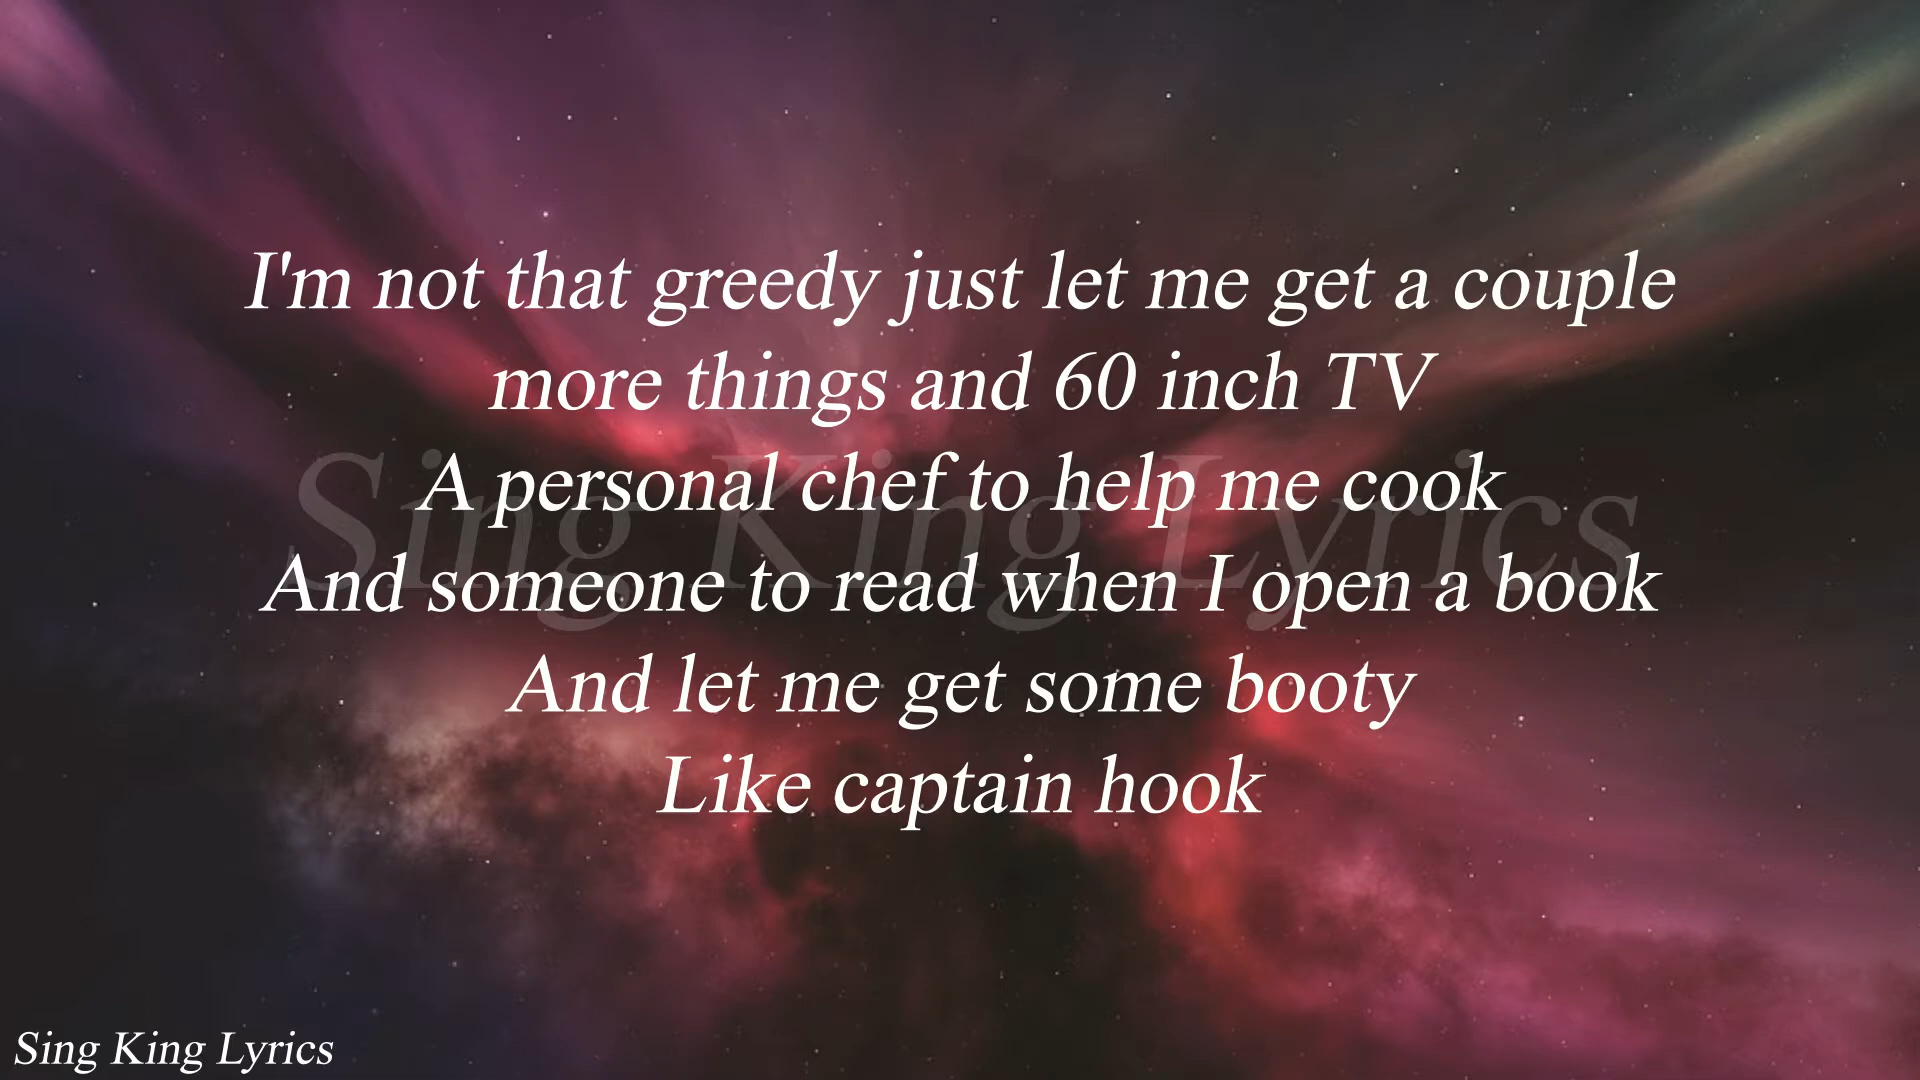 I'm not that greedy just let me get a couple
more things and 60 inch TV
A personal chef to help me cook
And someone to read when I open a book
And let me get some booty
Like captain hook
Sing King Lyrics
Sing King Lyrics